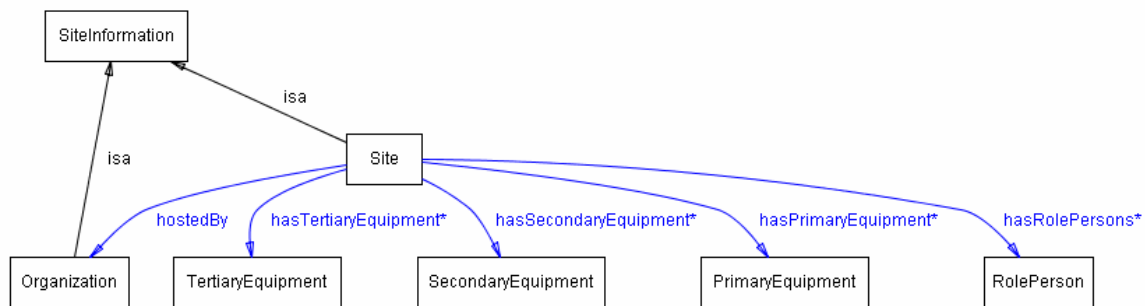 SiteInformation
isa
Site
isa
hostedBy
hasTertiaryEquipment*
hasSecondaryEquipment*
hasPrimaryEquipment*
hasRolePersons*
Organization
TertiaryEquipment
SecondaryEquipment
PrimaryEquipment
RolePerson